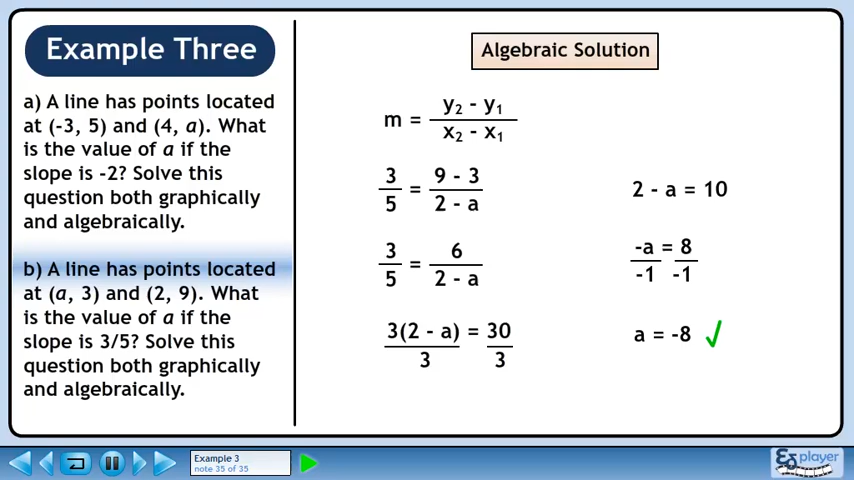 Example Three
a) A line has points located
at (-3, 5) and (4, a). What
is the value of a if the
slope is -2? Solve this
question both graphically
and algebraically.
b) A line has points located
at (a, 3) and (2, 9). What
is the value of a if the
slope is 3/5? Solve this
question both graphically
and algebraically.
Algebraic Solution
m = y₂ - y₁ / x₂ - x₁
3/5 = 9 - 3 / 2 - a
3/5 = 6 / 2 - a
3(2 - a) / 3 = 30 / 3
2 - a = 10
-a / -1 = 8 / -1
a = -8 ✓
Example 3
note 35 of 35
player